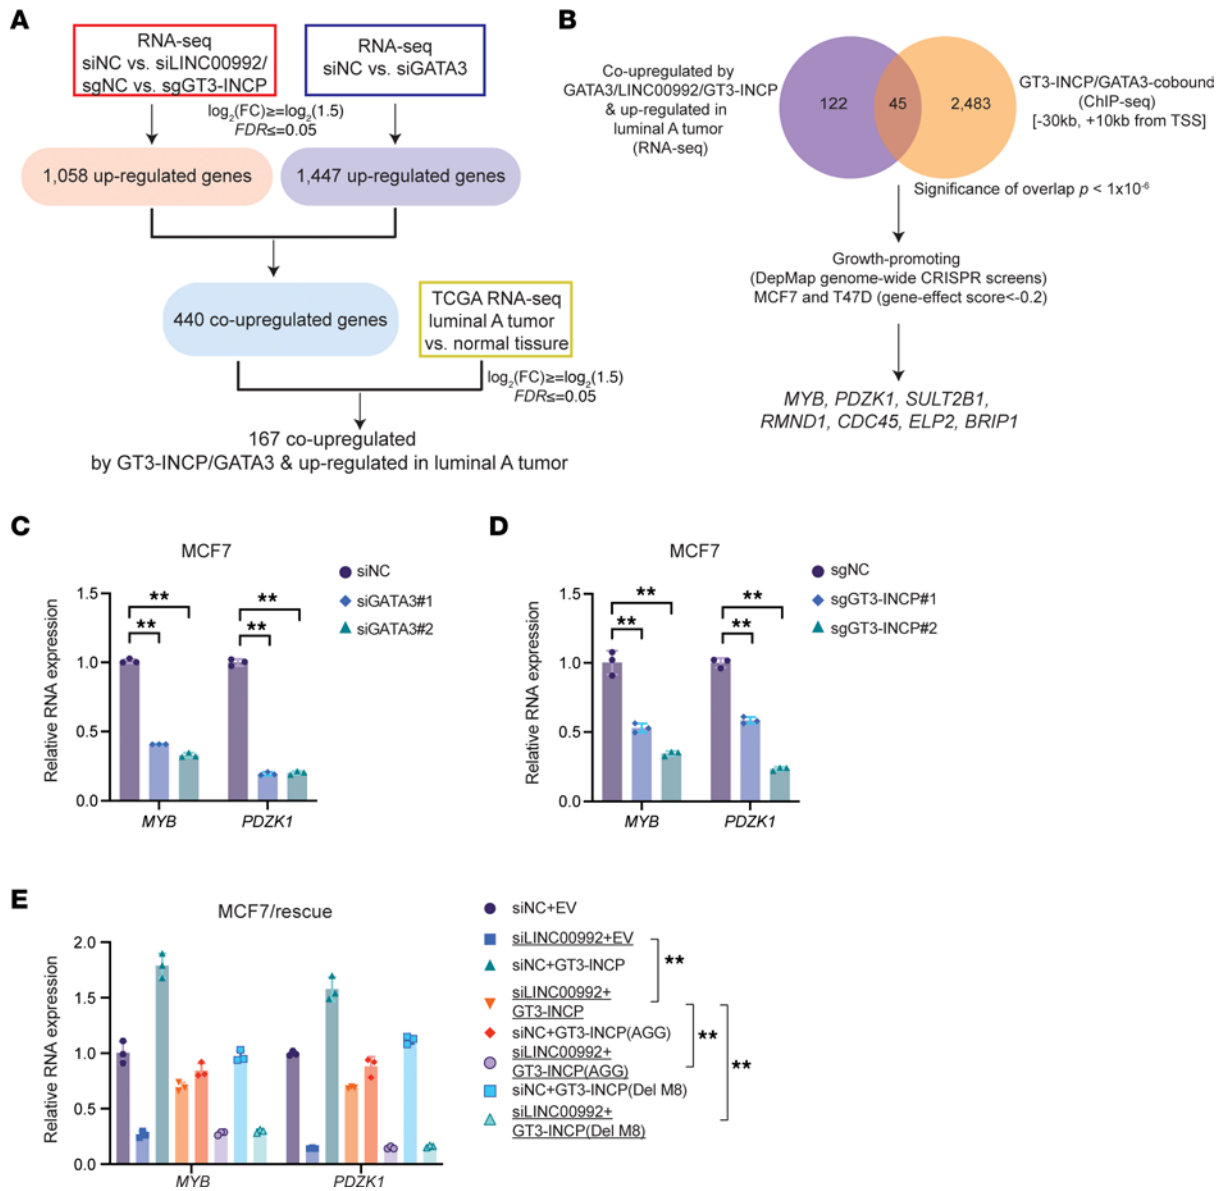 A
RNA-seq
siNC vs. siLINC00992/
sgNC vs. sgGT3-INCP
RNA-seq
siNC vs. siGATA3
log2(FC)≥=log2(1.5)
FDR≤=0.05
1,058 up-regulated genes
1,447 up-regulated genes
440 co-upregulated genes
TCGA RNA-seq
luminal A tumor
vs. normal tissure
log2(FC)≥=log2(1.5)
FDR≤=0.05
167 co-upregulated
by GT3-INCP/GATA3 & up-regulated in luminal A tumor
B
Co-upregulated by
GATA3/LINC00992/GT3-INCP
& up-regulated in
luminal A tumor
(RNA-seq)
122
45
2,483
GT3-INCP/GATA3-cobound
(ChIP-seq)
[-30kb, +10kb from TSS]
Significance of overlap p < 1x10-6
Growth-promoting
(DepMap genome-wide CRISPR screens)
MCF7 and T47D (gene-effect score<-0.2)
MYB, PDZK1, SULT2B1,
RMND1, CDC45, ELP2, BRIP1
C
MCF7
siNC
siGATA3#1
siGATA3#2
Relative RNA expression
1.5
1.0
0.5
0.0
**
**
**
**
MYB
PDZK1
D
MCF7
sgNC
sgGT3-INCP#1
sgGT3-INCP#2
Relative RNA expression
1.5
1.0
0.5
0.0
**
**
**
**
MYB
PDZK1
E
MCF7/rescue
Relative RNA expression
2.0
1.5
1.0
0.5
0.0
MYB
PDZK1
siNC+EV
siLINC00992+EV
siNC+GT3-INCP
siLINC00992+
GT3-INCP
siNC+GT3-INCP(AGG)
siLINC00992+
GT3-INCP(AGG)
siNC+GT3-INCP(Del M8)
siLINC00992+
GT3-INCP(Del M8)
**
**
**